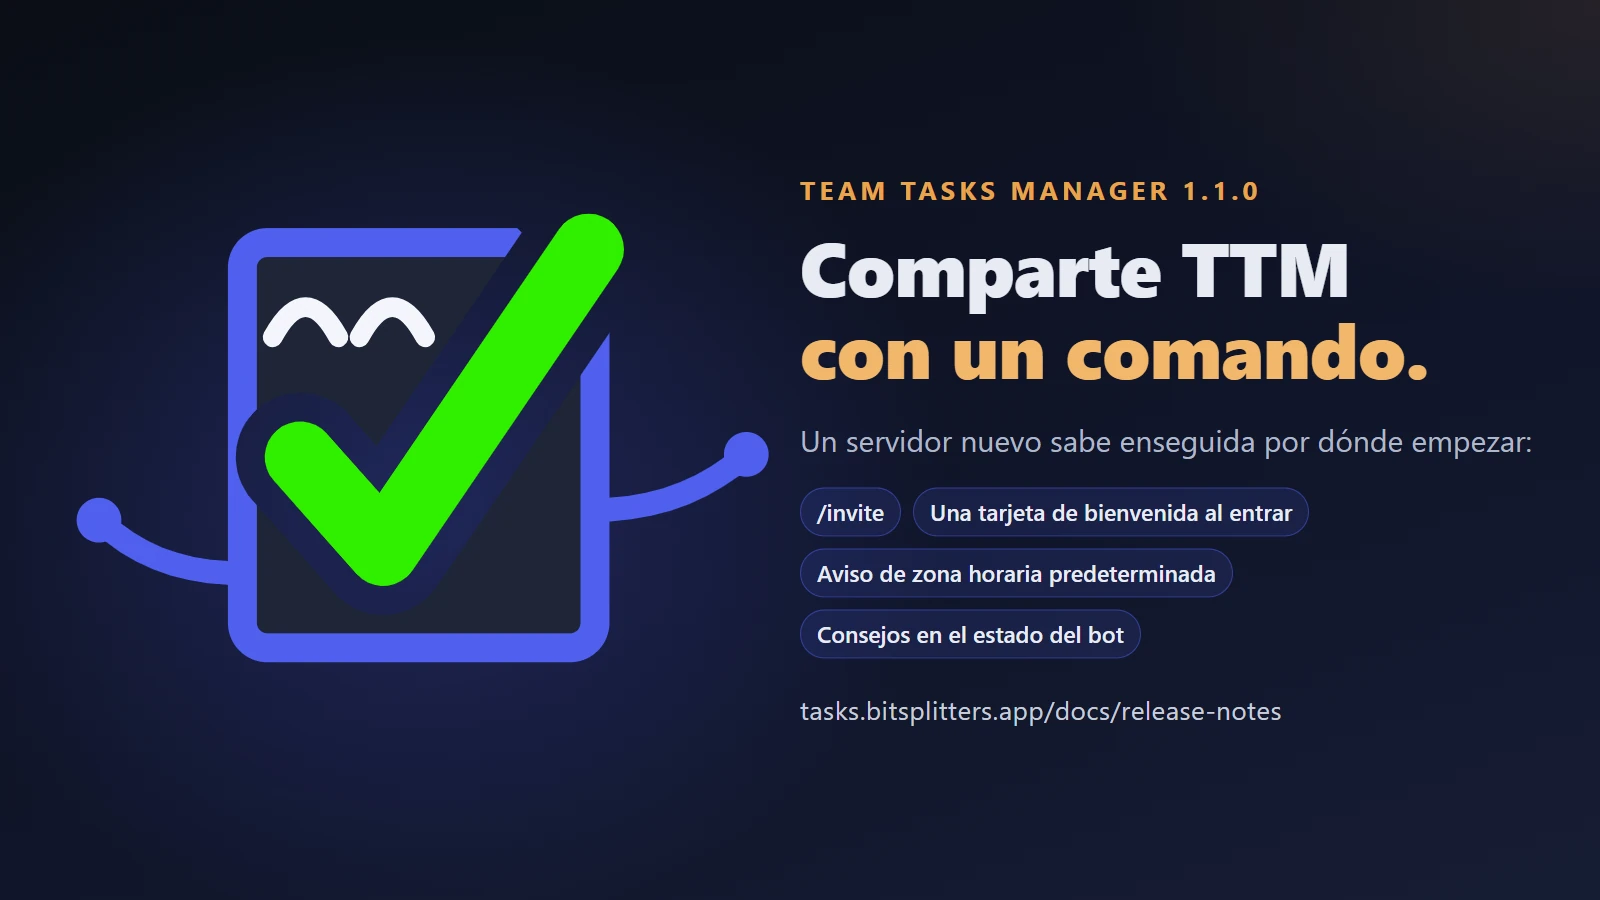 TEAM TASKS MANAGER 1.1.0
Comparte TTM
con un comando.
Un servidor nuevo sabe enseguida por dónde empezar:
/invite
Una tarjeta de bienvenida al entrar
Aviso de zona horaria predeterminada
Consejos en el estado del bot
tasks.bitsplitters.app/docs/release-notes